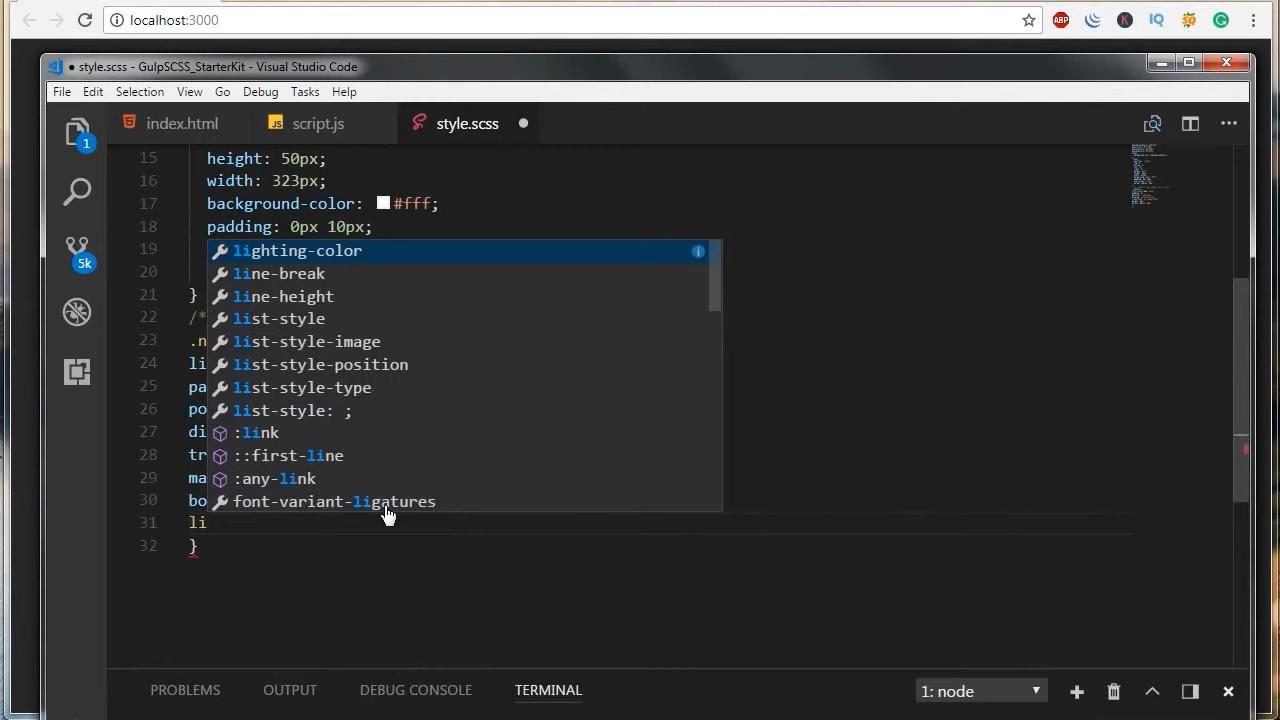 localhost:3000
ABP K IQ
● style.scss - GulpSCSS_StarterKit - Visual Studio Code
File Edit Selection View Go Debug Tasks Help
index.html JS script.js style.scss
1
5k
15 height: 50px;
16 width: 323px;
17 background-color: #fff;
18 padding: 0px 10px;
19 lighting-color
20 line-break
21 } line-height
22 /* list-style
23 .n list-style-image
24 li list-style-position
25 pa list-style-type
26 po list-style: ;
27 di :link
28 tr ::first-line
29 ma :any-link
30 bo font-variant-ligatures
31 li
32 }
PROBLEMS OUTPUT DEBUG CONSOLE TERMINAL 1: node